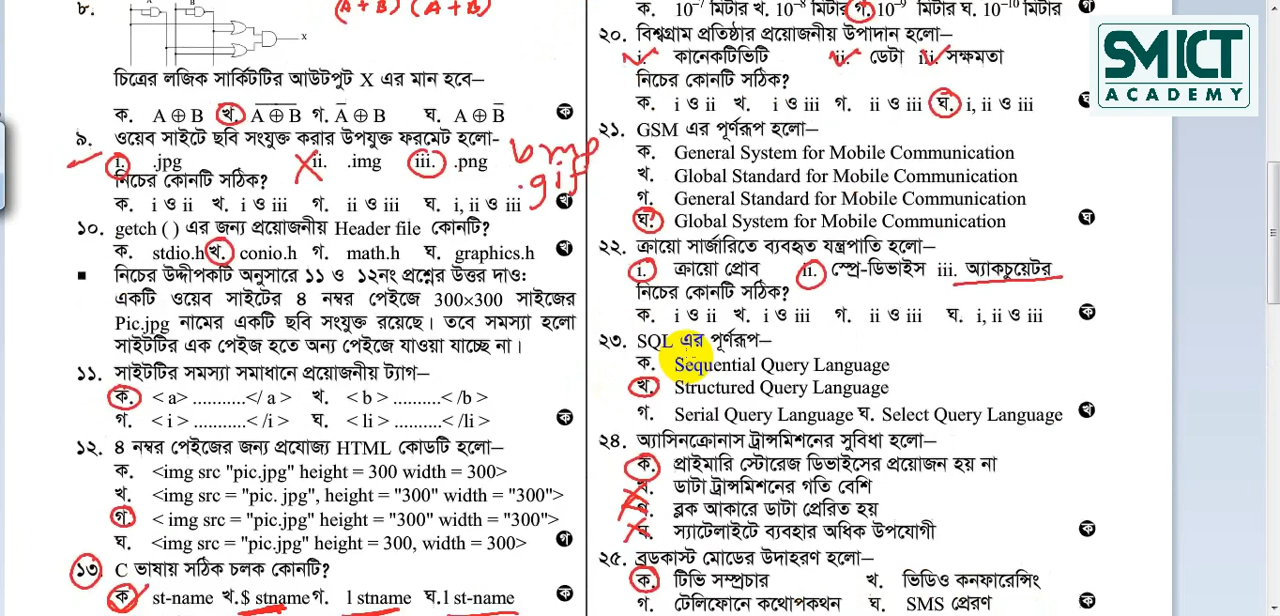 ৮.
(A + B) (A + B)
X
চিত্রের লজিক সার্কিটটির আউটপুট X এর মান হবে–
ক. A ⊕ B খ. A̅ ̅⊕̅ ̅B̅ গ. A̅ ⊕ B ঘ. A ⊕ B̅ ক
৯. ওয়েব সাইটে ছবি সংযুক্ত করার উপযুক্ত ফরমেট হলো–
i. .jpg ii. .img iii. .png
bmp
.gif
নিচের কোনটি সঠিক?
ক. i ও ii খ. i ও iii গ. ii ও iii ঘ. i, ii ও iii খ
১০. getch ( ) এর জন্য প্রয়োজনীয় Header file কোনটি?
ক. stdio.h খ. conio.h গ. math.h ঘ. graphics.h খ
■ নিচের উদ্দীপকটি অনুসারে ১১ ও ১২নং প্রশ্নের উত্তর দাও:
একটি ওয়েব সাইটের ৪ নম্বর পেইজে 300×300 সাইজের
Pic.jpg নামের একটি ছবি সংযুক্ত রয়েছে। তবে সমস্যা হলো
সাইটটির এক পেইজ হতে অন্য পেইজে যাওয়া যাচ্ছে না।
১১. সাইটটির সমস্যা সমাধানে প্রয়োজনীয় ট্যাগ–
ক. < a> ...........</ a > খ. < b > ..........</b >
গ. < i > ...........</i > ঘ. < li > ..........</li > ক
১২. ৪ নম্বর পেইজের জন্য প্রযোজ্য HTML কোডটি হলো–
ক. <img src "pic.jpg" height = 300 width = 300>
খ. <img src = "pic. jpg", height = "300" width = "300">
গ. < img src = "pic.jpg" height = "300" width = "300">
ঘ. <img src = "pic.jpg" height = 300, width = 300> গ
১৩. C ভাষায় সঠিক চলক কোনটি?
ক. st-name খ. $ stname গ. 1 stname ঘ. 1 st-name ক
ক. 10⁻⁷ মিটার খ. 10⁻⁸ মিটার গ. 10⁻⁹ মিটার ঘ. 10⁻¹⁰ মিটার গ
২০. বিশ্বগ্রাম প্রতিষ্ঠার প্রয়োজনীয় উপাদান হলো–
i. কানেকটিভিটি ii. ডেটা iii. সক্ষমতা
নিচের কোনটি সঠিক?
ক. i ও ii খ. i ও iii গ. ii ও iii ঘ. i, ii ও iii ঘ
২১. GSM এর পূর্ণরূপ হলো–
ক. General System for Mobile Communication
খ. Global Standard for Mobile Communication
গ. General Standard for Mobile Communication
ঘ. Global System for Mobile Communication ঘ
২২. ক্রায়ো সার্জারিতে ব্যবহৃত যন্ত্রপাতি হলো–
i. ক্রায়ো প্রোব ii. স্প্রে-ডিভাইস iii. অ্যাকচুয়েটর
নিচের কোনটি সঠিক?
ক. i ও ii খ. i ও iii গ. ii ও iii ঘ. i, ii ও iii ক
২৩. SQL এর পূর্ণরূপ–
ক. Sequential Query Language
খ. Structured Query Language
গ. Serial Query Language ঘ. Select Query Language খ
২৪. অ্যাসিনক্রোনাস ট্রান্সমিশনের সুবিধা হলো–
ক. প্রাইমারি স্টোরেজ ডিভাইসের প্রয়োজন হয় না
খ. ডাটা ট্রান্সমিশনের গতি বেশি
গ. ব্লক আকারে ডাটা প্রেরিত হয়
ঘ. স্যাটেলাইটে ব্যবহার অধিক উপযোগী ক
২৫. ব্রডকাস্ট মোডের উদাহরণ হলো–
ক. টিভি সম্প্রচার খ. ভিডিও কনফারেন্সিং
গ. টেলিফোনে কথোপকথন ঘ. SMS প্রেরণ ক
SMICT
ACADEMY